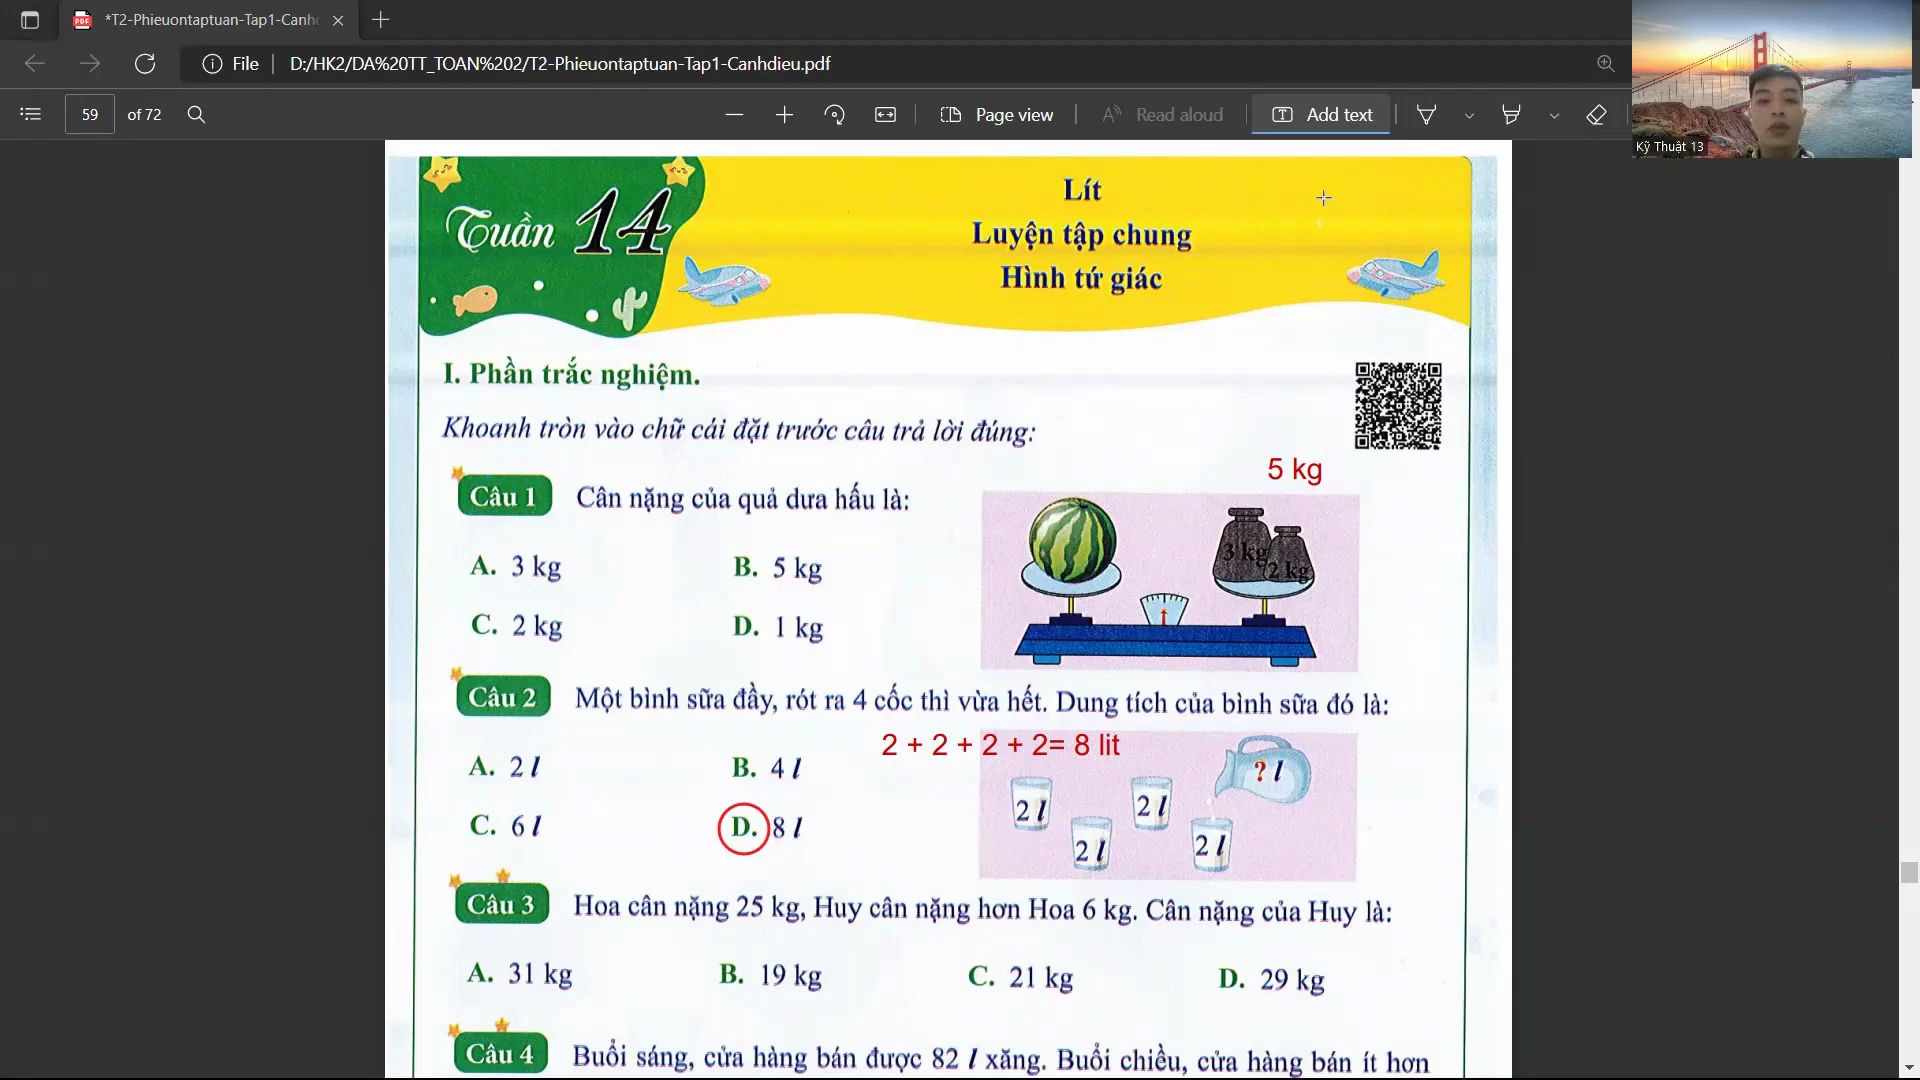 *T2-Phieuontaptuan-Tap1-Canh
File
D:/HK2/DA%20TT_TOAN%202/T2-Phieuontaptuan-Tap1-Canhdieu.pdf
59 of 72
Page view
Read aloud
Add text
Kỹ Thuật 13
Tuần 14
Lít
Luyện tập chung
Hình tứ giác
I. Phần trắc nghiệm.
Khoanh tròn vào chữ cái đặt trước câu trả lời đúng:
5 kg
Câu 1 Cân nặng của quả dưa hấu là:
A. 3 kg B. 5 kg
C. 2 kg D. 1 kg
3 kg 2 kg
Câu 2 Một bình sữa đầy, rót ra 4 cốc thì vừa hết. Dung tích của bình sữa đó là:
2 + 2 + 2 + 2= 8 lit
A. 2 l B. 4 l
C. 6 l D. 8 l
? l
2 l 2 l
2 l 2 l
Câu 3 Hoa cân nặng 25 kg, Huy cân nặng hơn Hoa 6 kg. Cân nặng của Huy là:
A. 31 kg B. 19 kg C. 21 kg D. 29 kg
Câu 4 Buổi sáng, cửa hàng bán được 82 l xăng. Buổi chiều, cửa hàng bán ít hơn